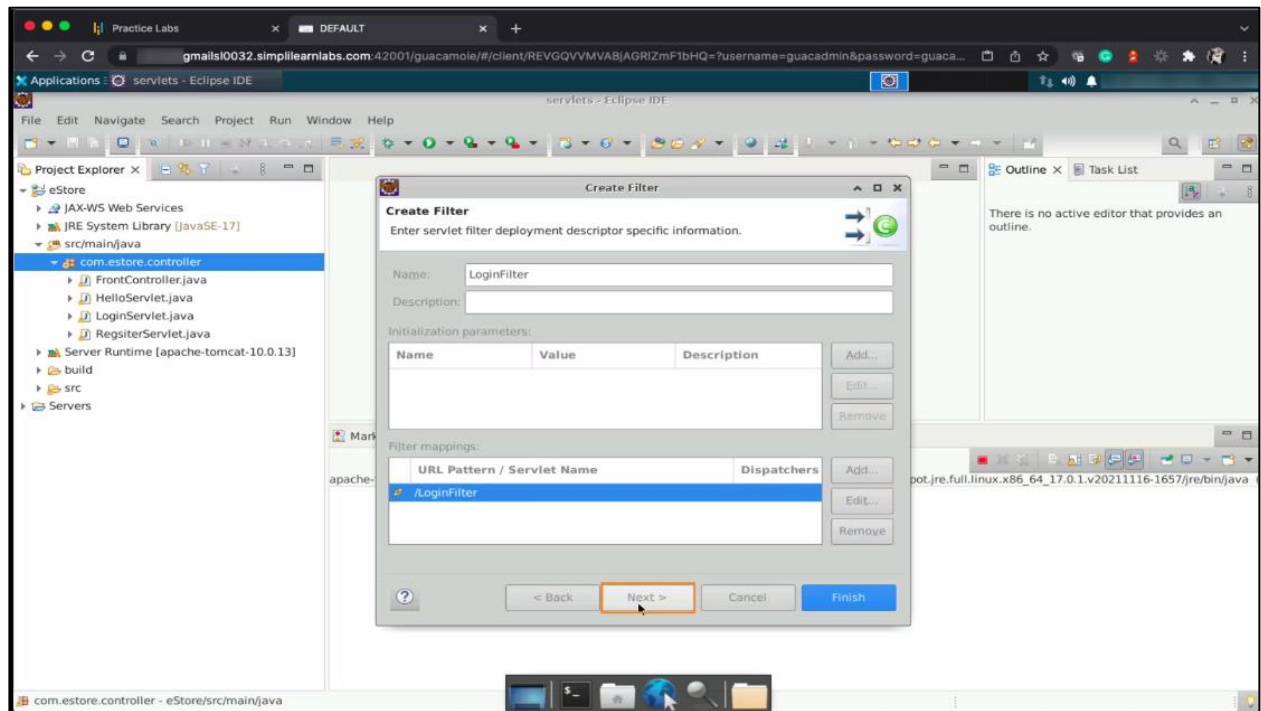 Practice Labs
DEFAULT
gmailsl0032.simplilearnlabs.com:42001/guacamole/#/client/REVGQVVMVABjAGRlZmF1bHQ=?username=guacadmin&password=guaca...
Applications
servlets - Eclipse IDE
servlets - Eclipse IDE
File Edit Navigate Search Project Run Window Help
Project Explorer
eStore
JAX-WS Web Services
JRE System Library [JavaSE-17]
src/main/java
com.estore.controller
FrontController.java
HelloServlet.java
LoginServlet.java
RegsiterServlet.java
Server Runtime [apache-tomcat-10.0.13]
build
src
Servers
Create Filter
Create Filter
Enter servlet filter deployment descriptor specific information.
Name: LoginFilter
Description:
Initialization parameters:
Name Value Description
Add...
Edit...
Remove
Filter mappings:
URL Pattern / Servlet Name Dispatchers
/LoginFilter
Add...
Edit...
Remove
? < Back Next > Cancel Finish
Outline Task List
There is no active editor that provides an
outline.
Mark
apache-
pot.jre.full.linux.x86_64_17.0.1.v20211116-1657/jre/bin/java (
com.estore.controller - eStore/src/main/java